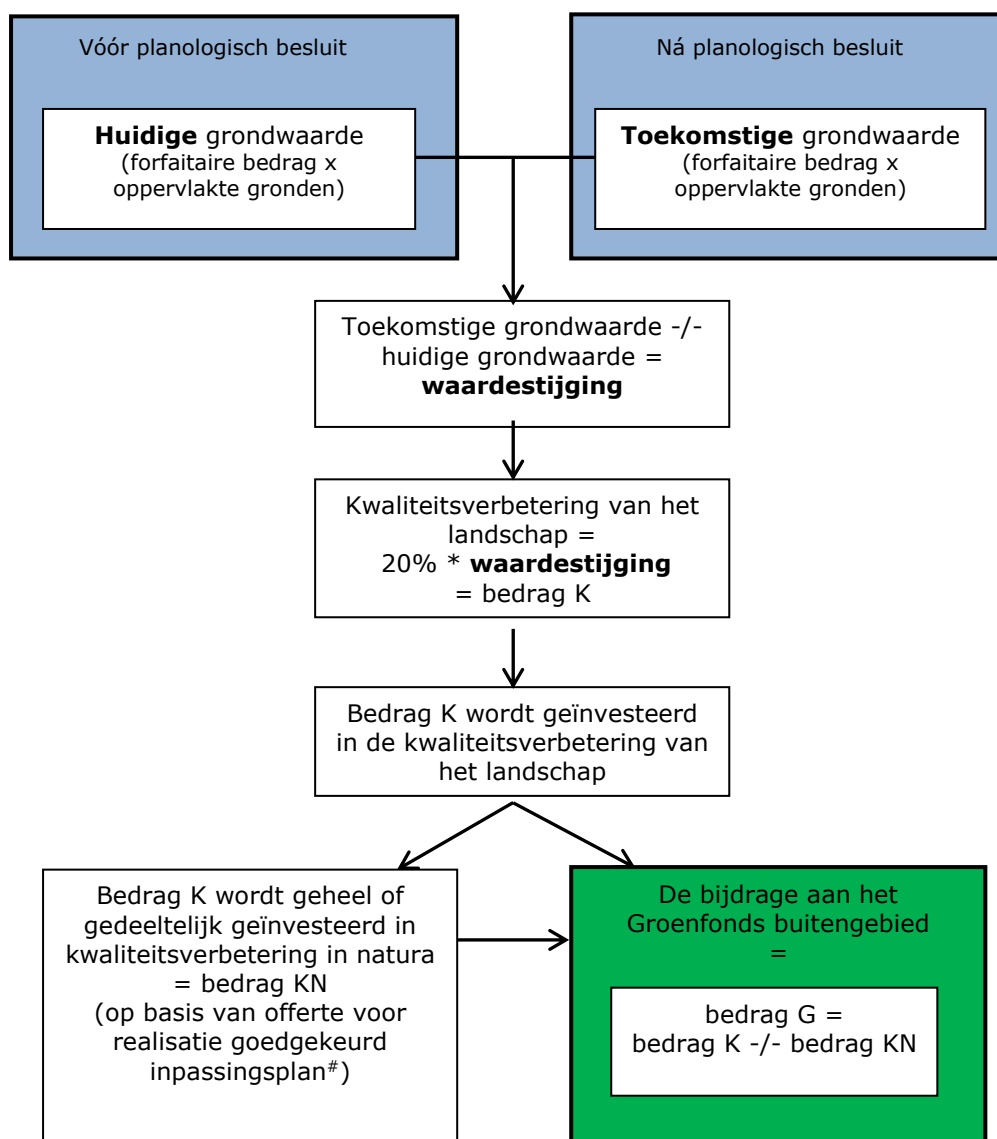 Vóór planologisch besluit
Huidige grondwaarde
(forfaitaire bedrag x
oppervlakte gronden)
Ná planologisch besluit
Toekomstige grondwaarde
(forfaitaire bedrag x
oppervlakte gronden)
Toekomstige grondwaarde -/-
huidige grondwaarde =
waardestijging
Kwaliteitsverbetering van het
landschap =
20% * waardestijging
= bedrag K
Bedrag K wordt geïnvesteerd
in de kwaliteitsverbetering van
het landschap
Bedrag K wordt geheel of
gedeeltelijk geïnvesteerd in
kwaliteitsverbetering in natura
= bedrag KN
(op basis van offerte voor
realisatie goedgekeurd
inpassingsplan#)
De bijdrage aan het
Groenfonds buitengebied
=
bedrag G =
bedrag K -/- bedrag KN